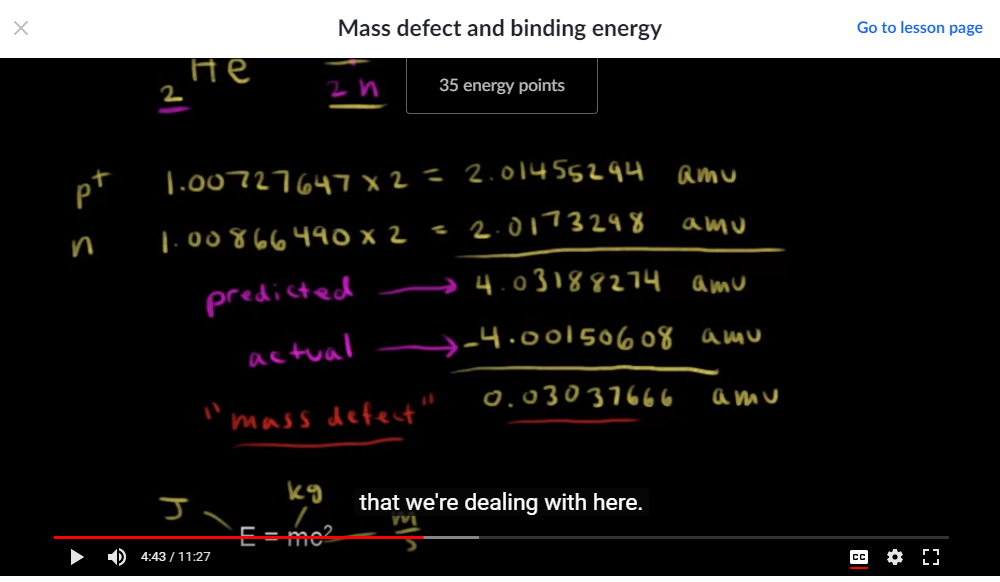 Mass defect and binding energy
Go to lesson page
He
2
2 n
35 energy points
p+ 1.00727647 x 2 = 2.01455294 amu
n 1.00866490 x 2 = 2.0173298 amu
predicted → 4.03188274 amu
actual → -4.00150608 amu
"mass defect" 0.03037666 amu
kg
J
that we're dealing with here.
E = mc²
m
s
4:43 / 11:27
CC